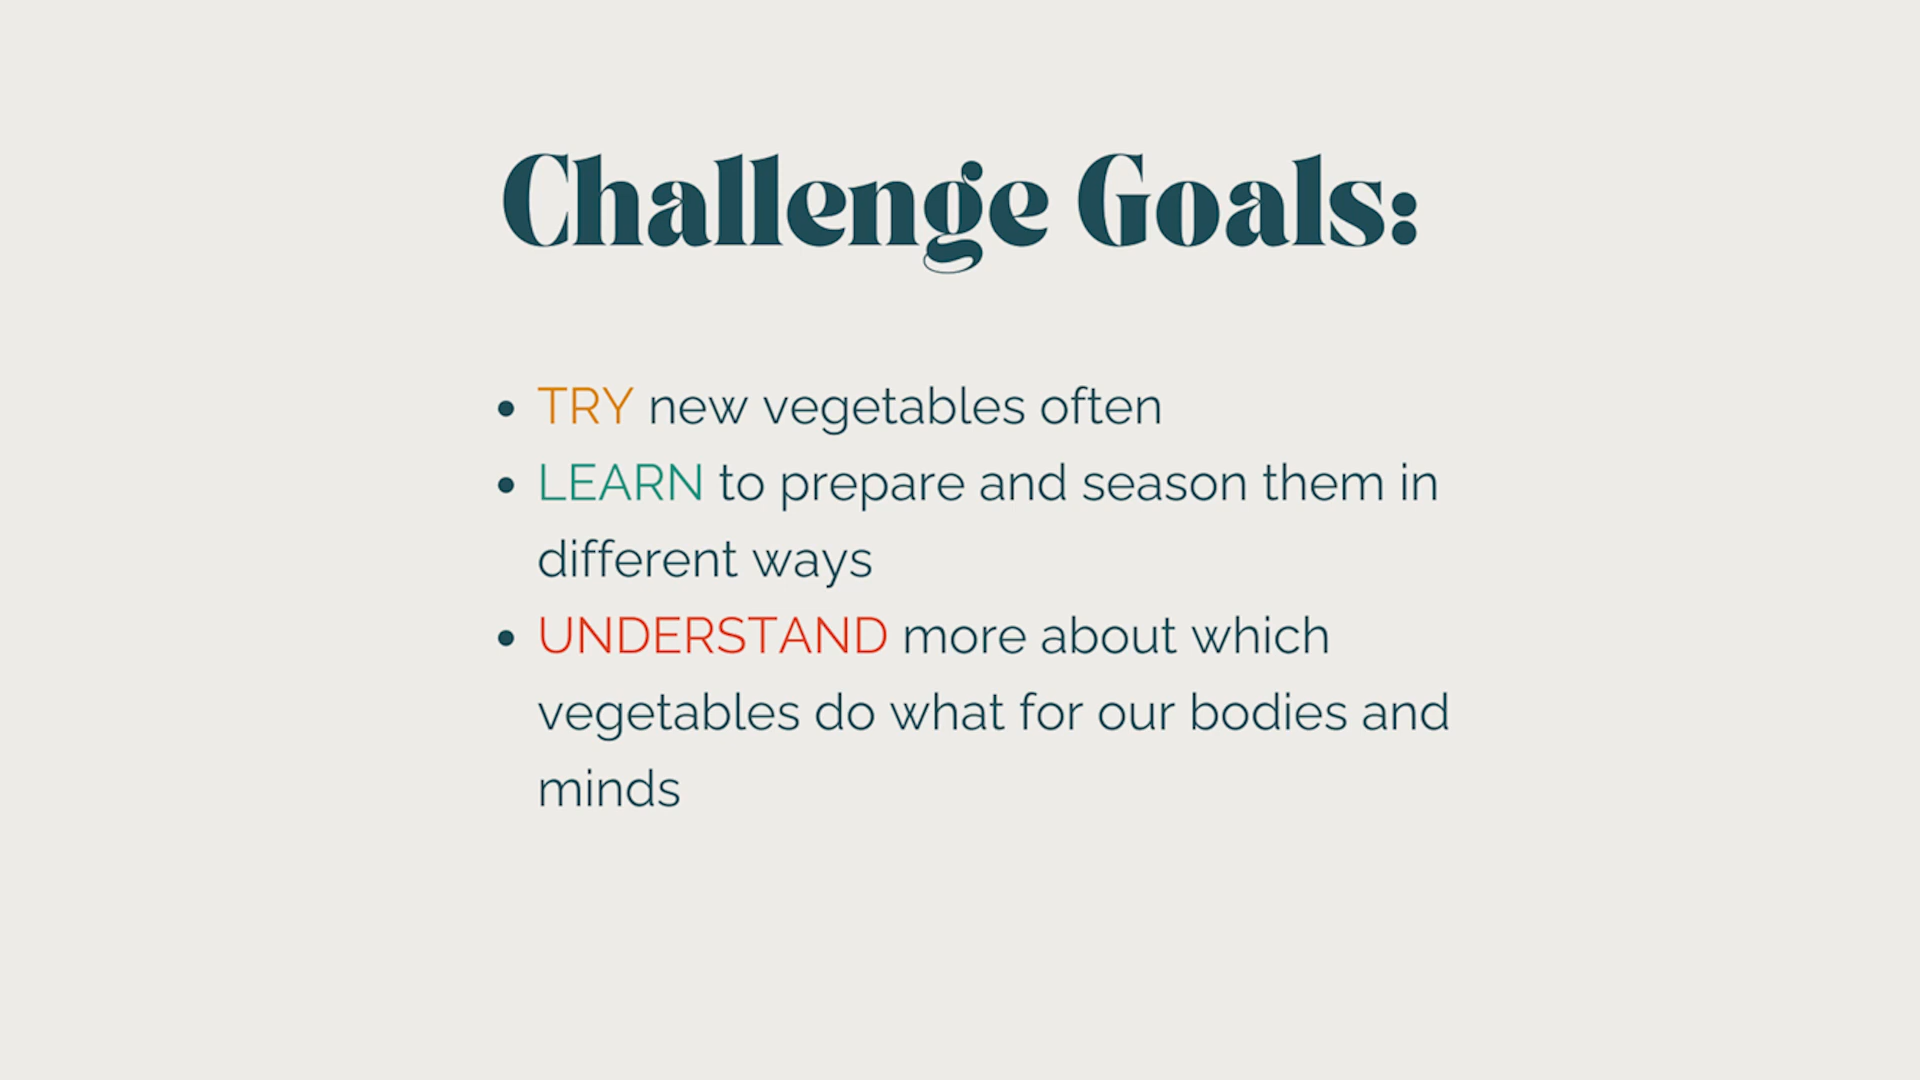 Challenge Goals:
• TRY new vegetables often
• LEARN to prepare and season them in
different ways
• UNDERSTAND more about which
vegetables do what for our bodies and
minds